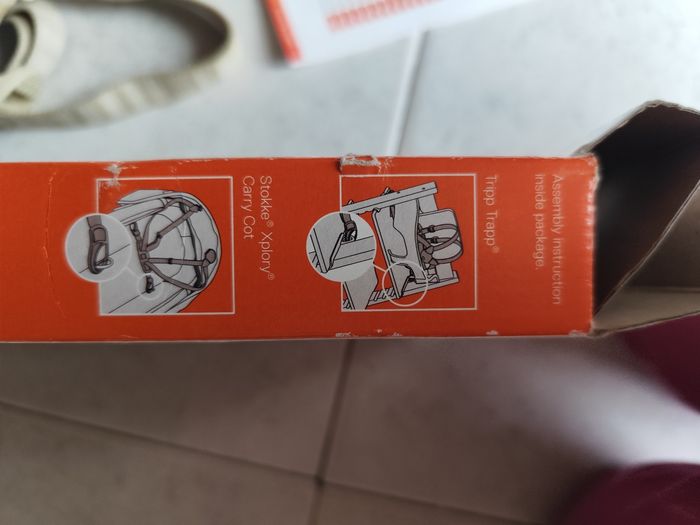 Assembly instruction
inside package.
Tripp Trapp®
Stokke® Xplory®
Carry Cot